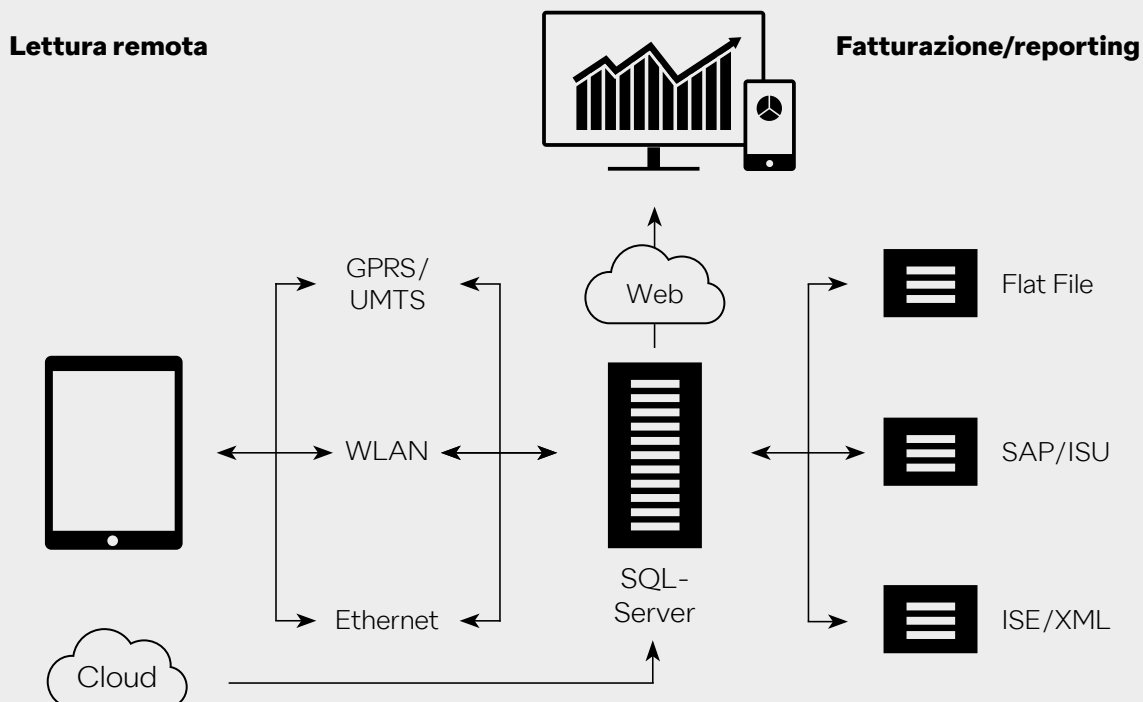 Lettura remota
Fatturazione/reporting
GPRS/
UMTS
Web
Flat File
WLAN
SAP/ISU
SQL-
Server
Ethernet
ISE/XML
Cloud